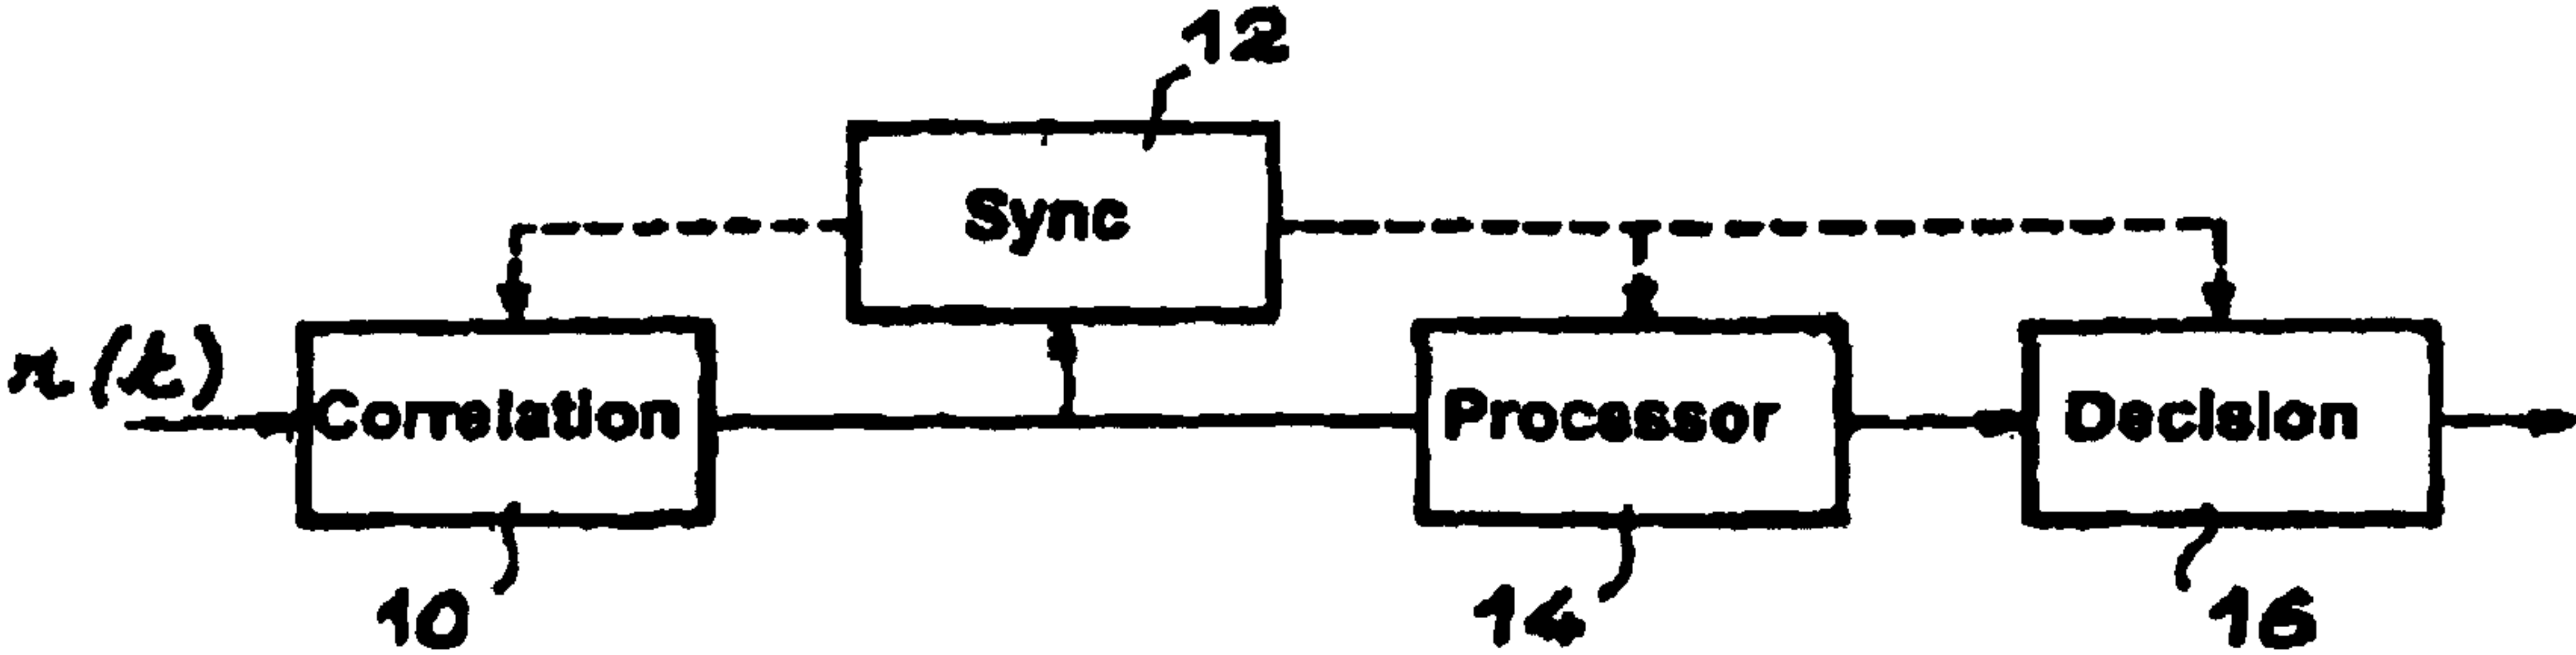 12
Sync
r(t)
Correlation
Processor
Decision
10
14
16